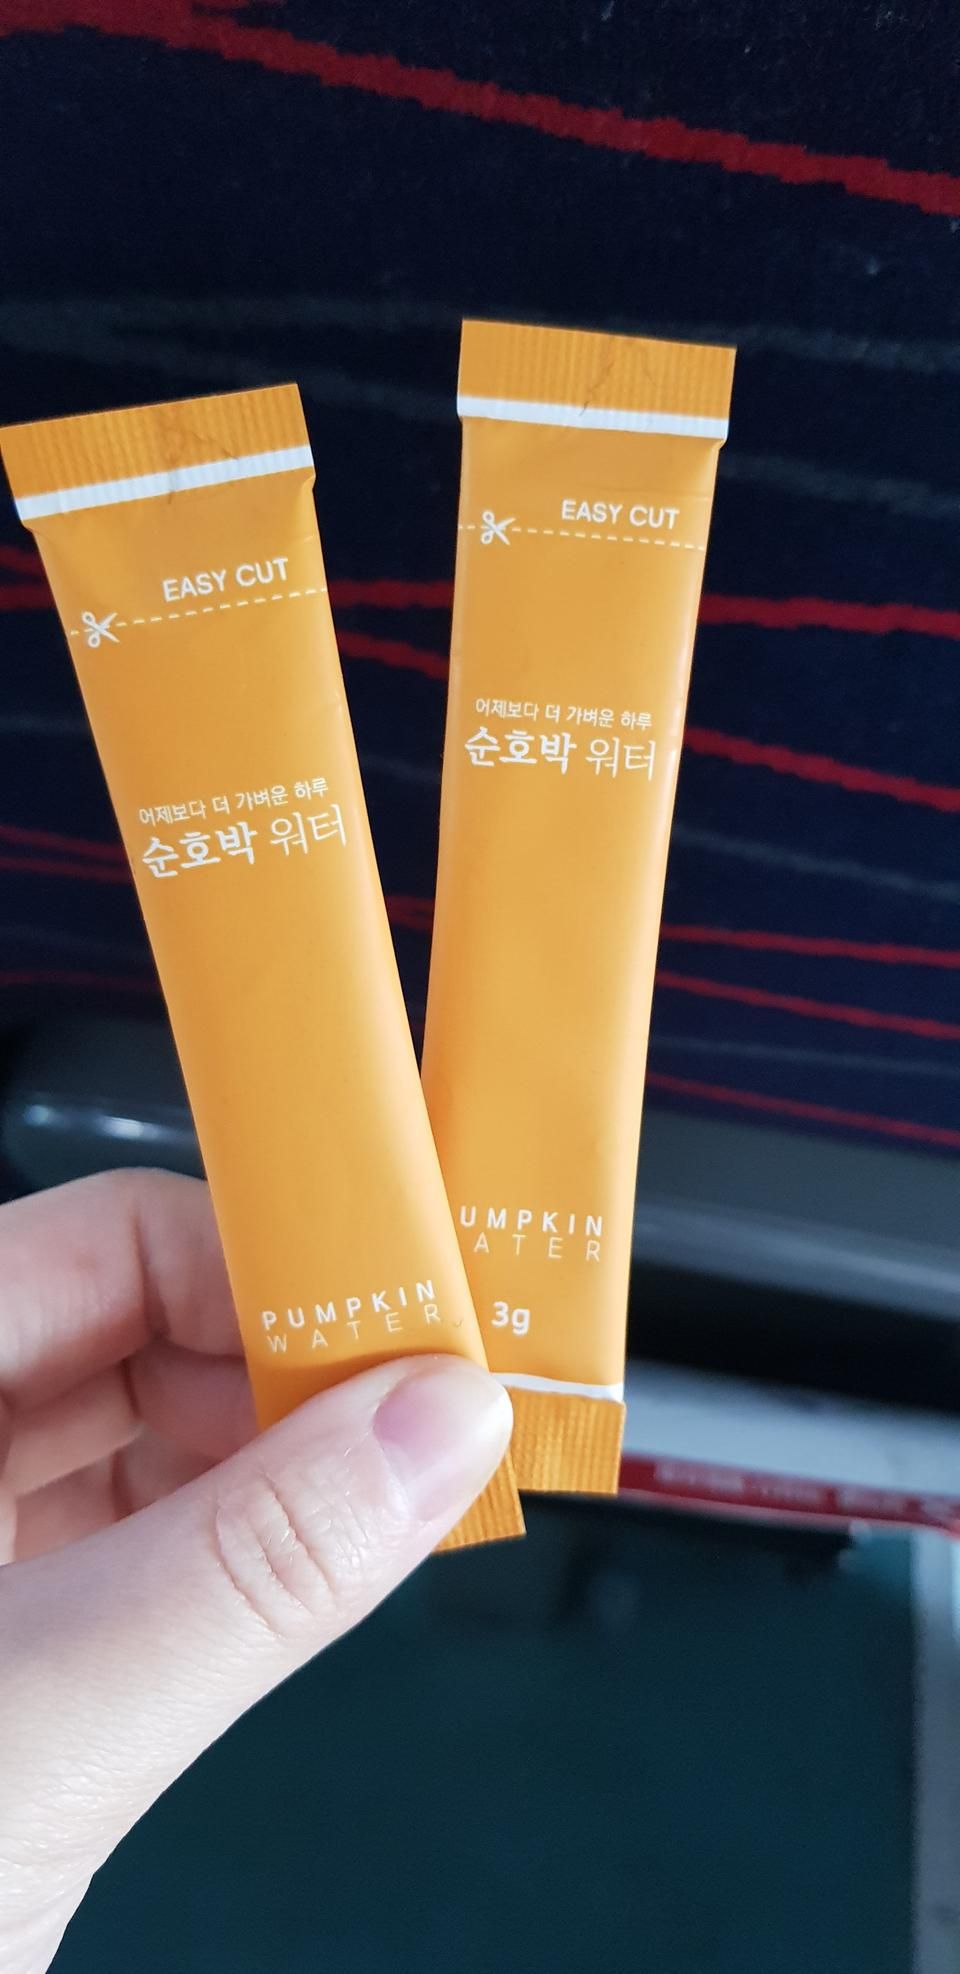 EASY CUT
어제보다 더 가벼운 하루
순호박 워터
PUMPKIN
WATER
EASY CUT
어제보다 더 가벼운 하루
순호박 워터
UMPKIN
ATER
3g